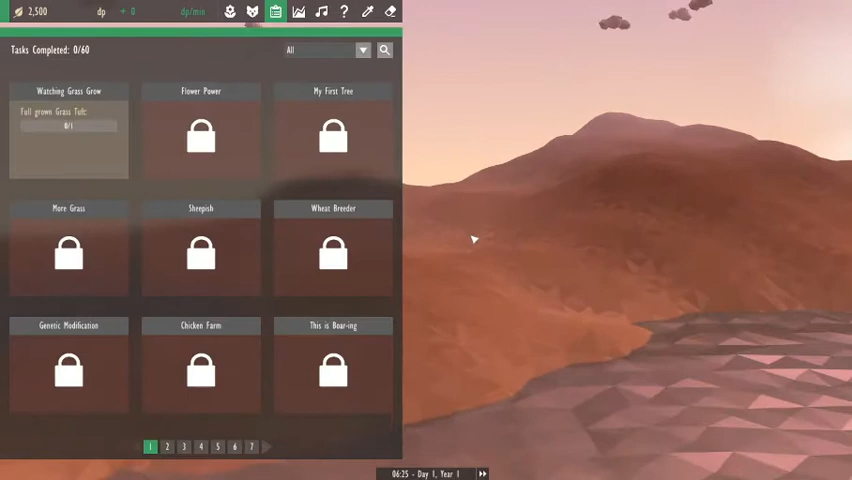 2,500 dp + 0 dp/min
Tasks Completed: 0/60
All
Watching Grass Grow
Full grown Grass Tuft:
0/1
Flower Power
My First Tree
More Grass
Sheepish
Wheat Breeder
Genetic Modification
Chicken Farm
This is Boar-ing
1 2 3 4 5 6 7
06:25 - Day 1, Year 1